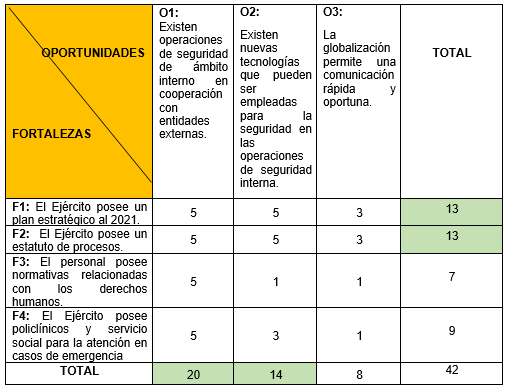 OPORTUNIDADES
FORTALEZAS
O1:
Existen
operaciones
de seguridad
de ámbito
interno en
cooperación
con
entidades
externas.
O2:
Existen
nuevas
tecnologías
que pueden
ser
empleadas
para la
seguridad en
las
operaciones
de seguridad
interna.
O3:
La
globalización
permite una
comunicación
rápida y
oportuna.
TOTAL
F1: El Ejército posee un
plan estratégico al 2021.
5 5 3 13
F2: El Ejército posee un
estatuto de procesos.
5 5 3 13
F3: El personal posee
normativas relacionadas
con los derechos
humanos.
5 1 1 7
F4: El Ejército posee
policlínicos y servicio
social para la atención en
casos de emergencia
5 3 1 9
TOTAL 20 14 8 42